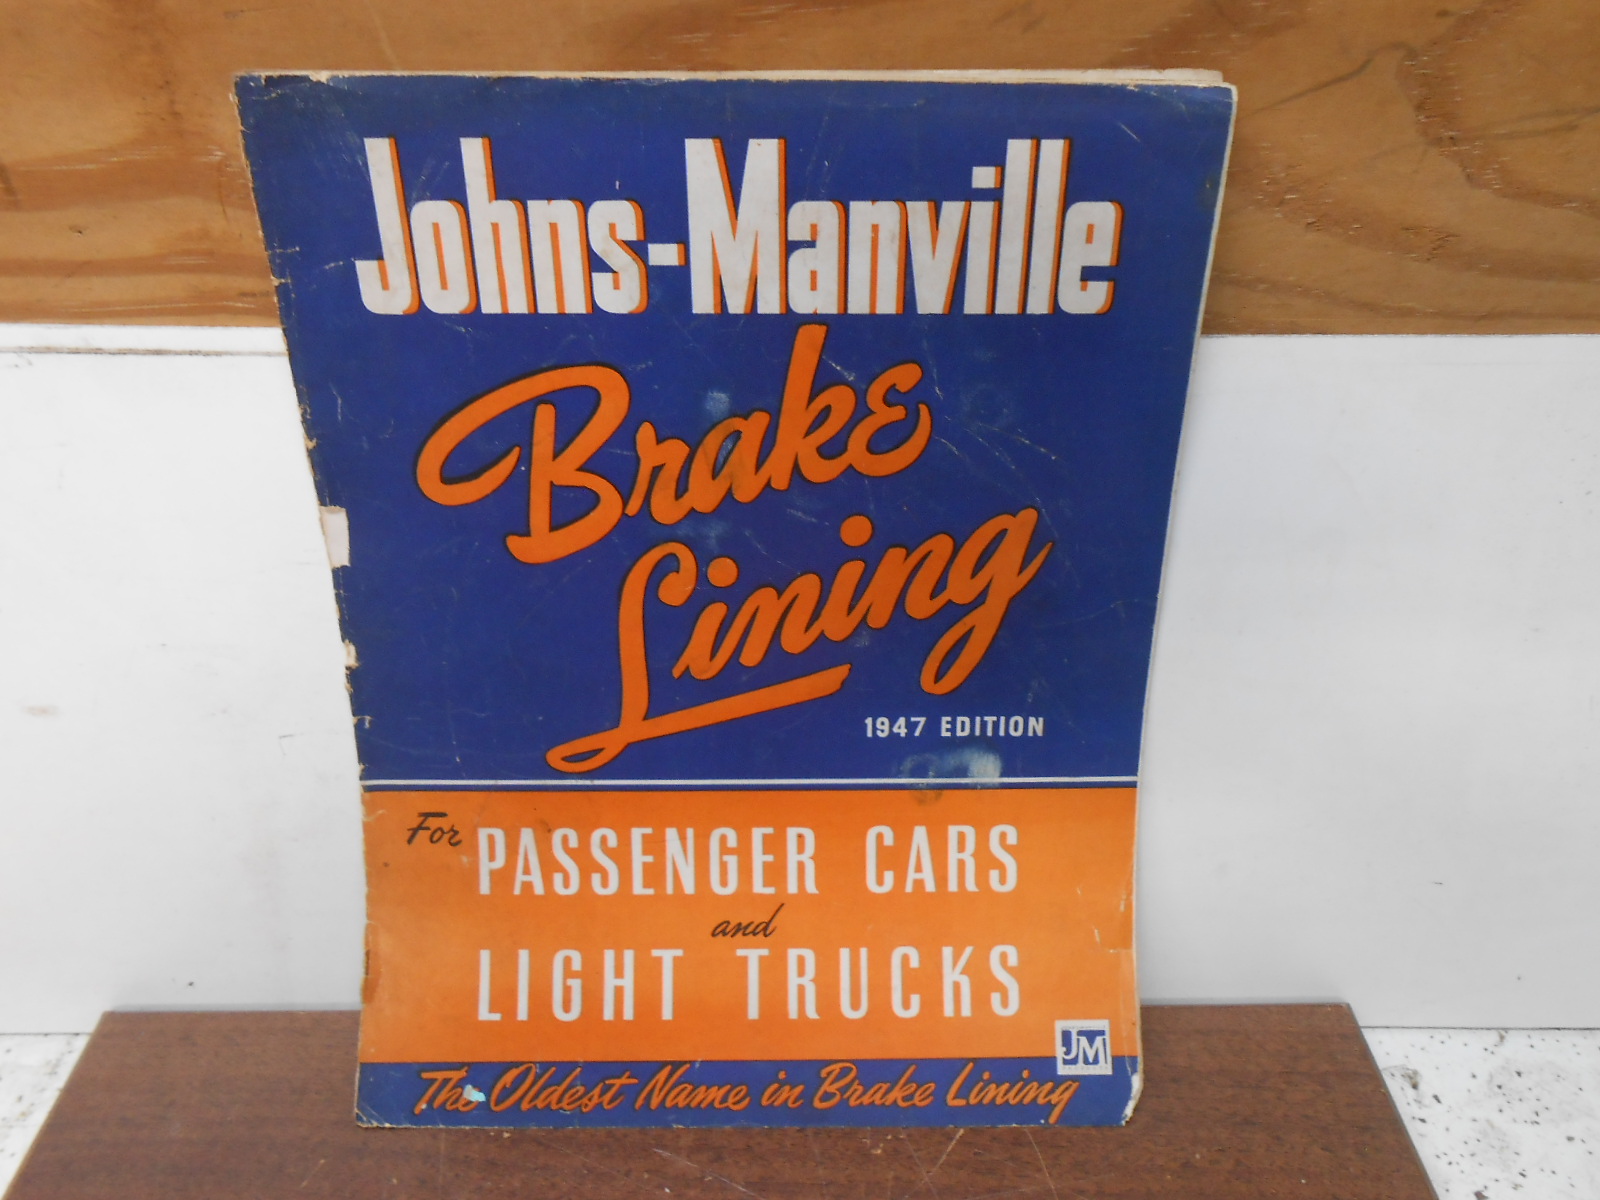 Johns-Manville
Brake
Lining
1947 EDITION
For PASSENGER CARS
and
LIGHT TRUCKS
JM
The Oldest Name in Brake Lining